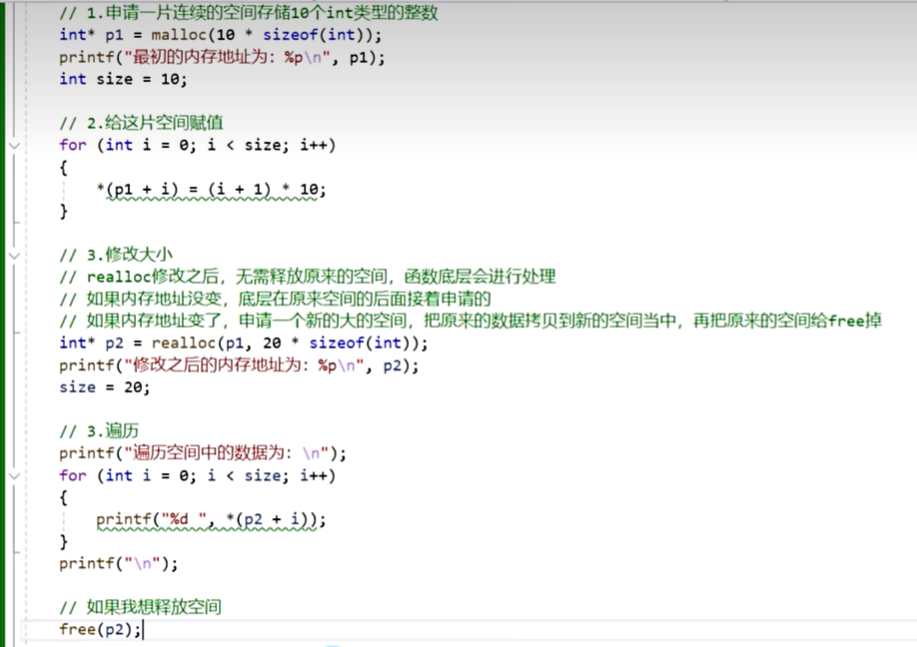 // 1.申请一片连续的空间存储10个int类型的整数
int* p1 = malloc(10 * sizeof(int));
printf("最初的内存地址为：%p\n", p1);
int size = 10;
// 2.给这片空间赋值
for (int i = 0; i < size; i++)
{
*(p1 + i) = (i + 1) * 10;
}
// 3.修改大小
// realloc修改之后，无需释放原来的空间，函数底层会进行处理
// 如果内存地址没变，底层在原来空间的后面接着申请的
// 如果内存地址变了，申请一个新的大的空间，把原来的数据拷贝到新的空间当中，再把原来的空间给free掉
int* p2 = realloc(p1, 20 * sizeof(int));
printf("修改之后的内存地址为：%p\n", p2);
size = 20;
// 3.遍历
printf("遍历空间中的数据为：\n");
for (int i = 0; i < size; i++)
{
printf("%d ", *(p2 + i));
}
printf("\n");
// 如果我想释放空间
free(p2);